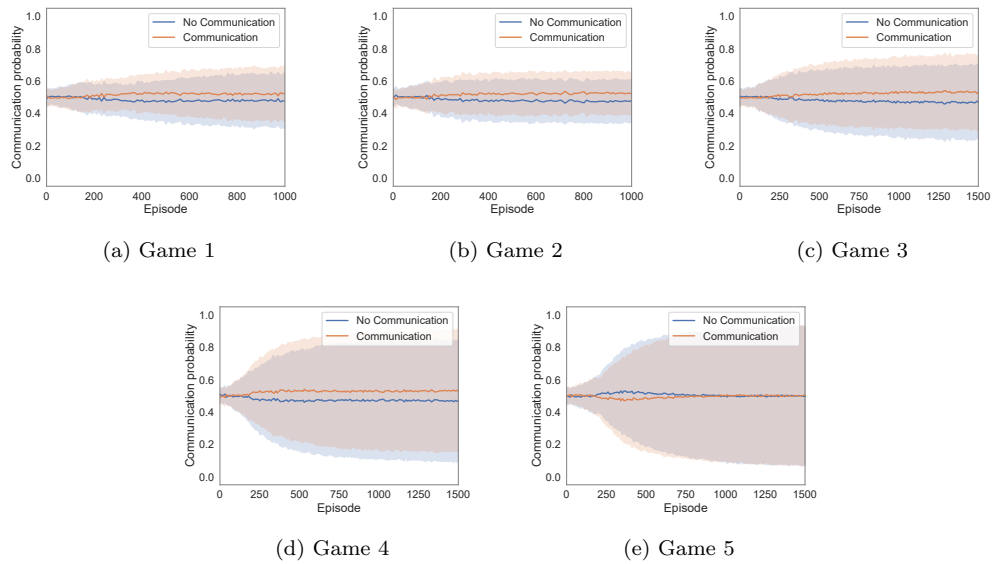 1.0
0.8
0.6
0.4
0.2
0.0
Communication probability
No Communication
Communication
0 200 400 600 800 1000
Episode
(a) Game 1
1.0
0.8
0.6
0.4
0.2
0.0
Communication probability
No Communication
Communication
0 200 400 600 800 1000
Episode
(b) Game 2
1.0
0.8
0.6
0.4
0.2
0.0
Communication probability
No Communication
Communication
0 250 500 750 1000 1250 1500
Episode
(c) Game 3
1.0
0.8
0.6
0.4
0.2
0.0
Communication probability
No Communication
Communication
0 250 500 750 1000 1250 1500
Episode
(d) Game 4
1.0
0.8
0.6
0.4
0.2
0.0
Communication probability
No Communication
Communication
0 250 500 750 1000 1250 1500
Episode
(e) Game 5